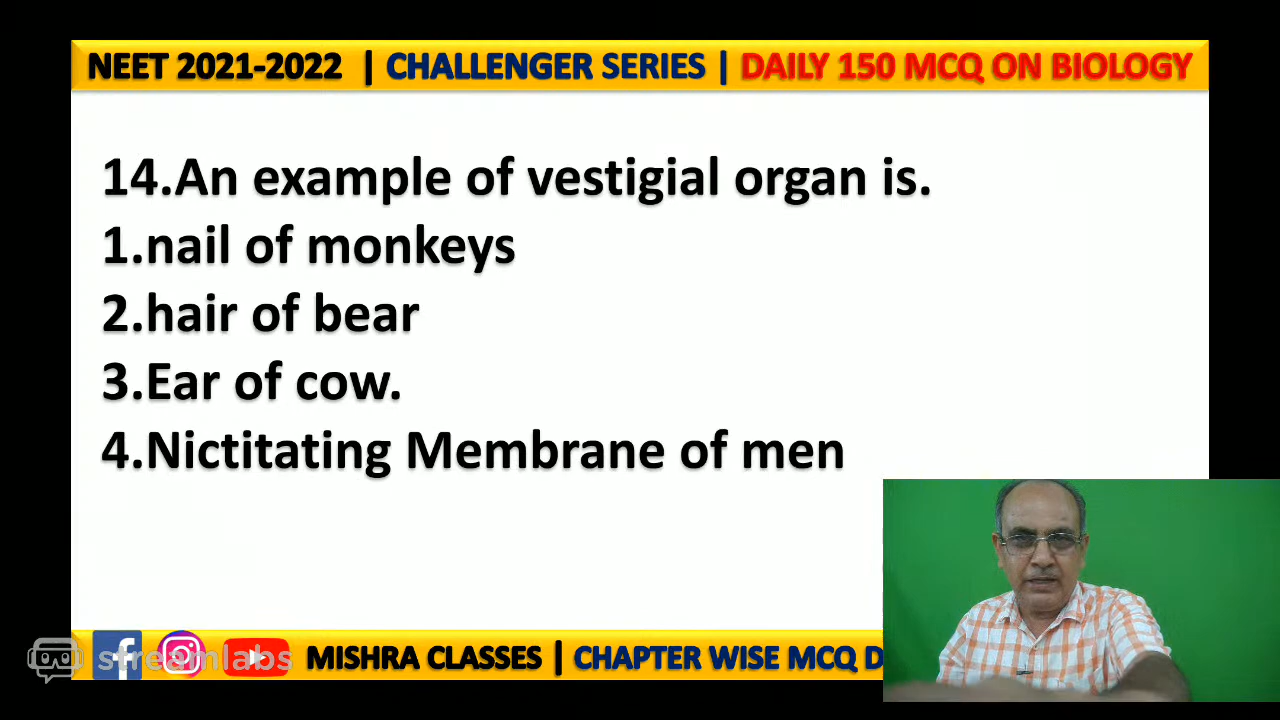 NEET 2021-2022 | CHALLENGER SERIES | DAILY 150 MCQ ON BIOLOGY
14.An example of vestigial organ is.
1.nail of monkeys
2.hair of bear
3.Ear of cow.
4.Nictitating Membrane of men
streamlabs MISHRA CLASSES | CHAPTER WISE MCQ D